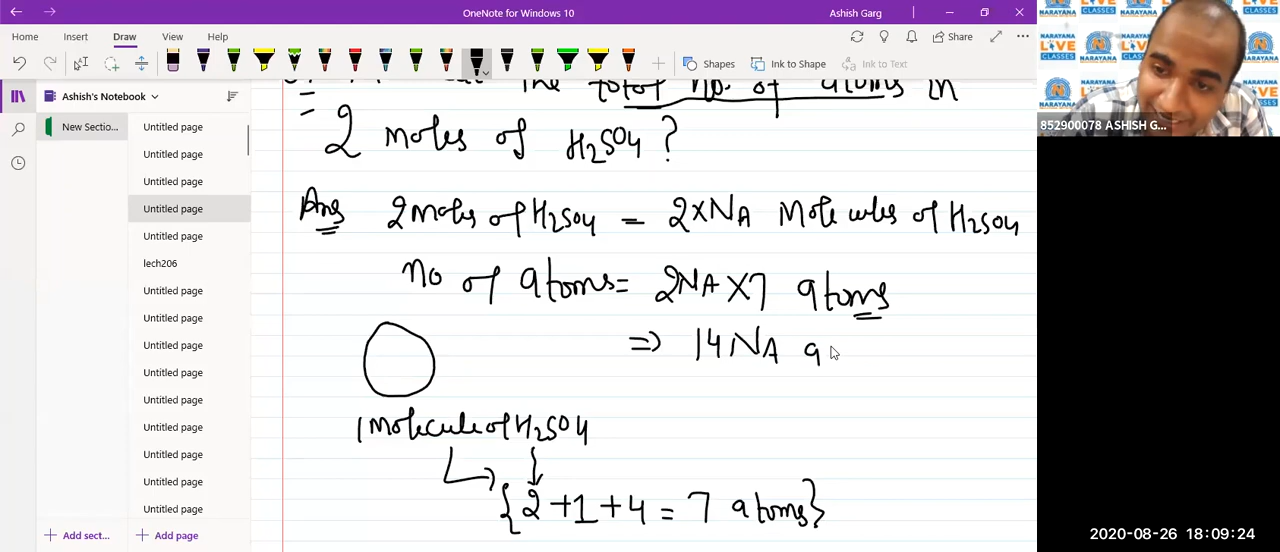 OneNote for Windows 10
Ashish Garg
Home Insert Draw View Help
Share
Shapes Ink to Shape Ink to Text
Ashish's Notebook
New Sectio...
Untitled page
Untitled page
Untitled page
Untitled page
Untitled page
lech206
Untitled page
Untitled page
Untitled page
Untitled page
Untitled page
Untitled page
Untitled page
Untitled page
Untitled page
Add sect...
Add page
The total no. of atoms in
2 moles of H2SO4?
Ans 2 moles of H2SO4 = 2×NA Molecules of H2SO4
no of atoms = 2NA×7 atoms
⇒ 14NA a
1 Molecule of H2SO4
{2+1+4 = 7 atoms}
NARAYANA
LIVE
CLASSES
852900078 ASHISH G...
2020-08-26 18:09:24